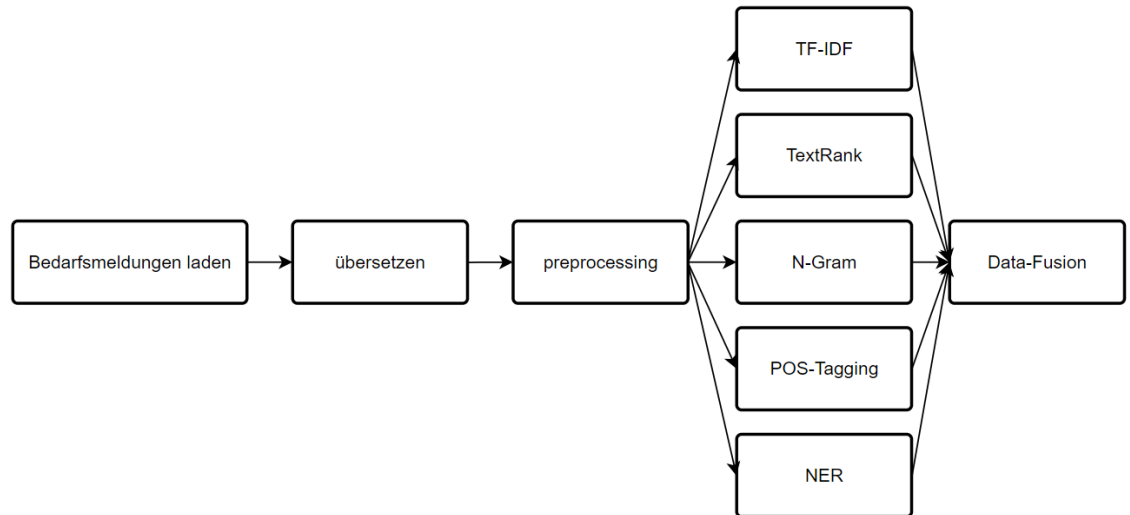 Bedarfsmeldungen laden
übersetzen
preprocessing
TF-IDF
TextRank
N-Gram
POS-Tagging
NER
Data-Fusion